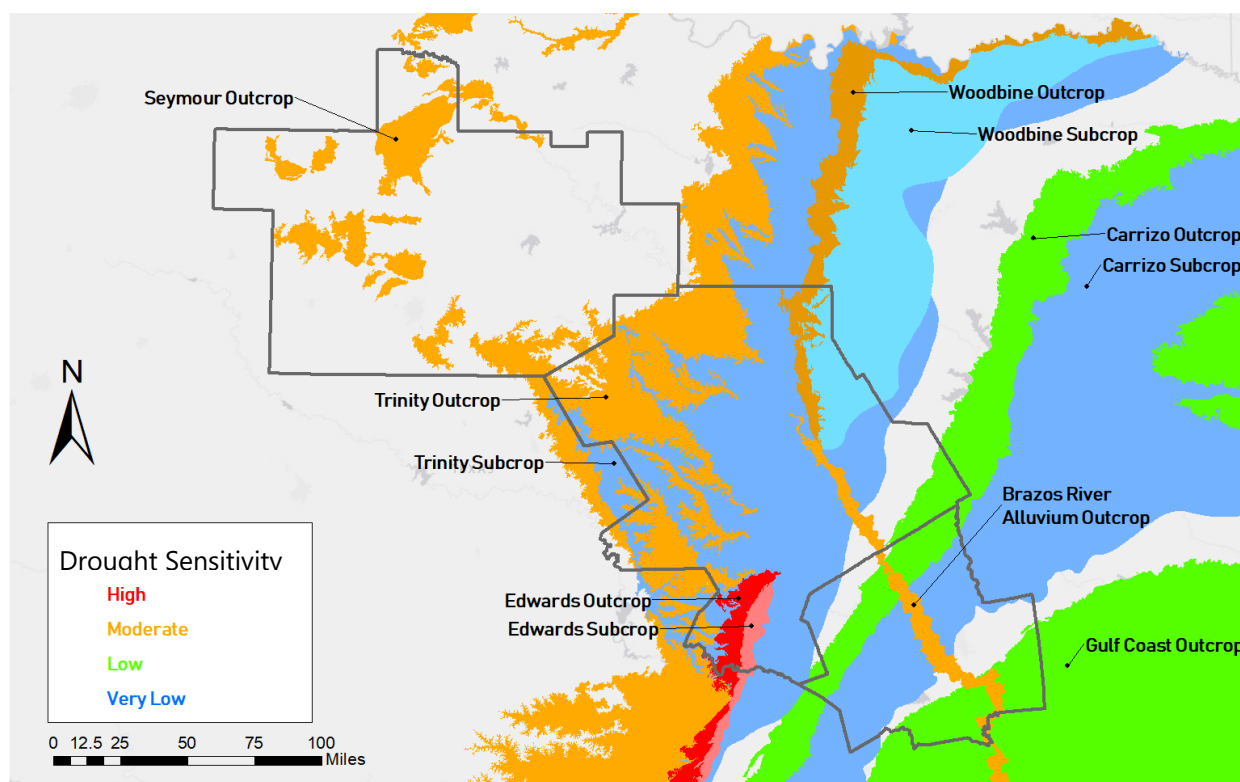 Seymour Outcrop
Woodbine Outcrop
Woodbine Subcrop
Carrizo Outcrop
Carrizo Subcrop
N
Trinity Outcrop
Trinity Subcrop
Brazos River
Alluvium Outcrop
Edwards Outcrop
Edwards Subcrop
Gulf Coast Outcrop
Drought Sensitivity
High
Moderate
Low
Very Low
0 12.5 25 50 75 100
Miles